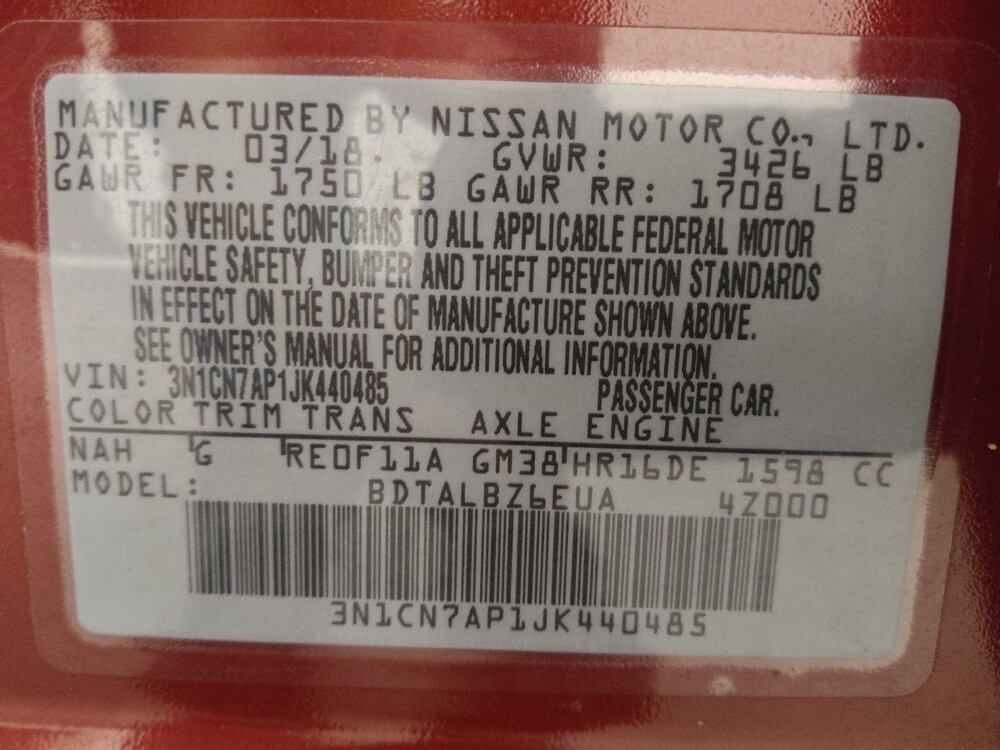 MANUFACTURED BY NISSAN MOTOR CO., LTD.
DATE: 03/18. GVWR: 3426 LB
GAWR FR: 1750 LB GAWR RR: 1708 LB
THIS VEHICLE CONFORMS TO ALL APPLICABLE FEDERAL MOTOR
VEHICLE SAFETY, BUMPER AND THEFT PREVENTION STANDARDS
IN EFFECT ON THE DATE OF MANUFACTURE SHOWN ABOVE.
SEE OWNER'S MANUAL FOR ADDITIONAL INFORMATION.
VIN: 3N1CN7AP1JK440485 PASSENGER CAR.
COLOR TRIM TRANS AXLE ENGINE
NAH G RE0F11A GM38 HR16DE 1598 CC
MODEL: BDTALBZ6EUA 4Z000
3N1CN7AP1JK440485